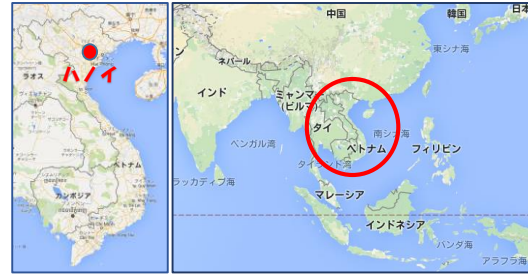 ハノイ
ラオス
ベトナム
カンボジア
中国
韓国
日本
東シナ海
ネパール
インド
ミャンマー
(ビルマ)
タイ
ベンガル湾
南シナ海
ベトナム
フィリピン
タイランド湾
ラッカディブ海
マレーシア
インドネシア
バンダ海
アラフラ海